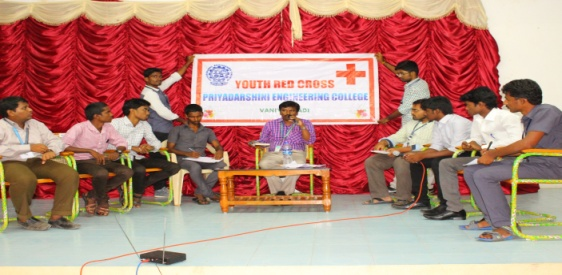 YOUTH RED CROSS
PRIYADARSHINI ENGINEERING COLLEGE